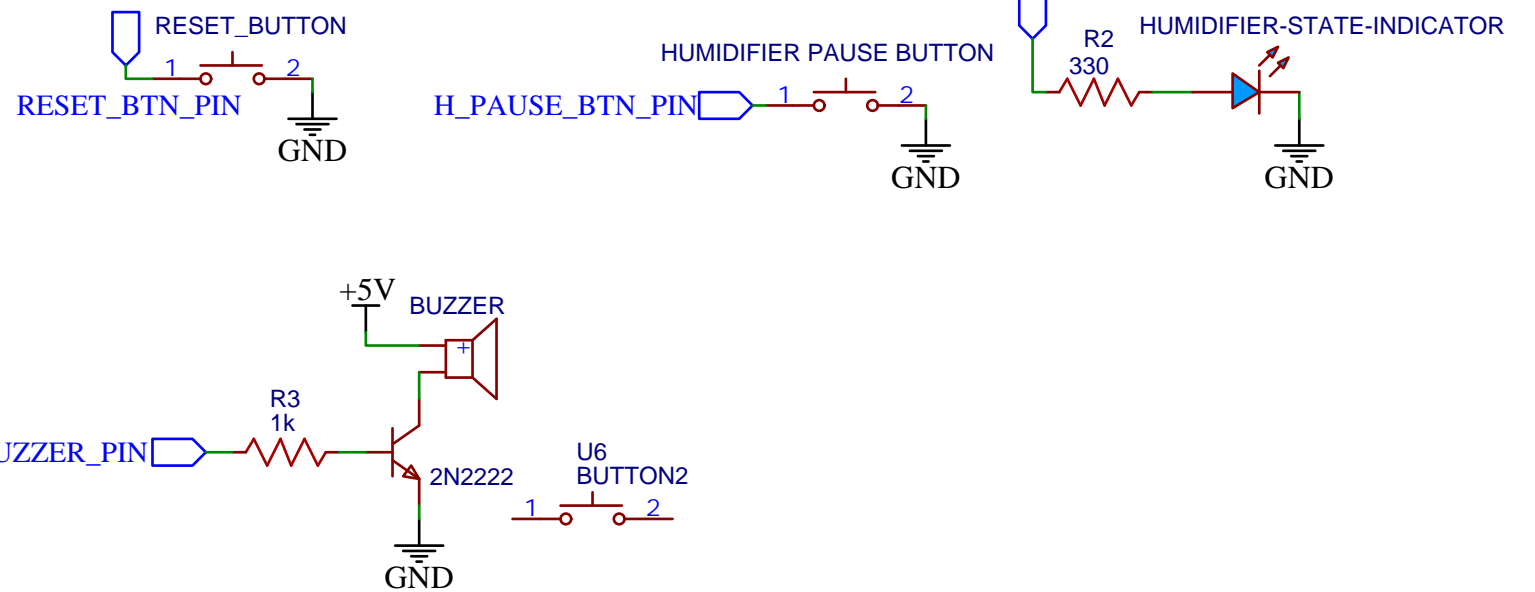 RESET_BUTTON
1 2
RESET_BTN_PIN
GND
HUMIDIFIER PAUSE BUTTON
H_PAUSE_BTN_PIN
1 2
GND
HUMIDIFIER-STATE-INDICATOR
R2
330
GND
+5V
BUZZER
+
R3
1k
UZZER_PIN
2N2222
GND
U6
BUTTON2
1 2